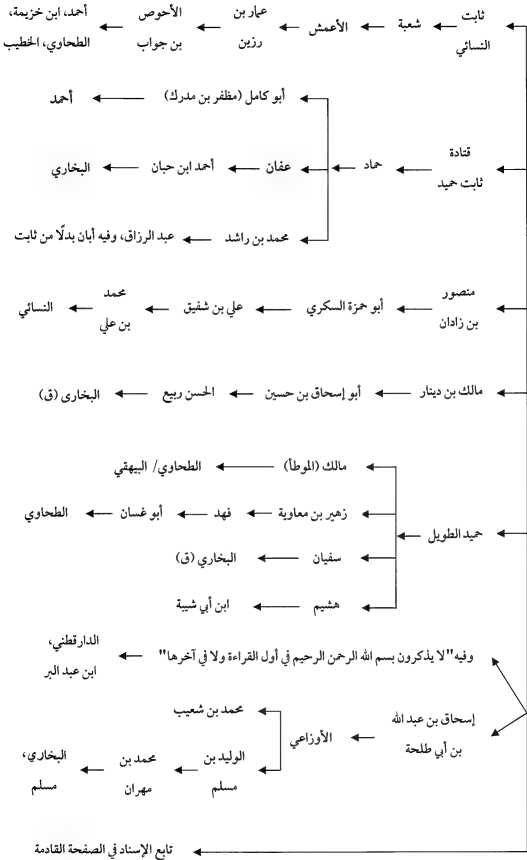 ثابت النسائي شعبة الأعمش عمار بن رزين الأحوص بن جواب أحمد، ابن خزيمة، الطحاوي، الخطيب
أبو كامل (مظفر بن مدرك) أحمد
قتادة ثابت حميد حماد عفان أحمد ابن حبان البخاري
محمد بن راشد عبد الرزاق، وفيه أبان بدلًا من ثابت
منصور بن زادان أبو حمزة السكري علي بن شفيق محمد بن علي النسائي
مالك بن دينار أبو إسحاق بن حسين الحسن ربيع البخارى (ق)
مالك (الموطأ) الطحاوي/ البيهقي
زهير بن معاوية فهد أبو غسان الطحاوي
حميد الطويل
سفيان البخاري (ق)
هشيم ابن أبي شيبة
وفيه "لا يذكرون بسم الله الرحمن الرحيم في أول القراءة ولا في آخرها" الدارقطني، ابن عبد البر
محمد بن شعيب
إسحاق بن عبد الله بن أبي طلحة الأوزاعي
الوليد بن مسلم محمد بن مهران البخاري، مسلم
تابع الإسناد في الصفحة القادمة